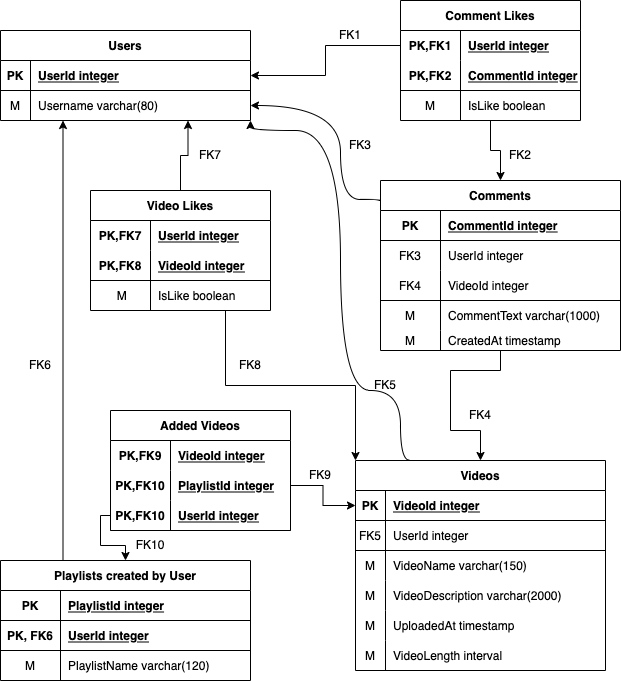 Comment Likes
PK,FK1 UserId integer
PK,FK2 CommentId integer
M IsLike boolean
FK1
Users
PK UserId integer
M Username varchar(80)
FK3
FK2
FK7
Comments
PK CommentId integer
FK3 UserId integer
FK4 VideoId integer
M CommentText varchar(1000)
M CreatedAt timestamp
Video Likes
PK,FK7 UserId integer
PK,FK8 VideoId integer
M IsLike boolean
FK6
FK8
FK5
FK4
Added Videos
PK,FK9 VideoId integer
PK,FK10 PlaylistId integer
PK,FK10 UserId integer
FK9
FK10
Videos
PK VideoId integer
FK5 UserId integer
M VideoName varchar(150)
M VideoDescription varchar(2000)
M UploadedAt timestamp
M VideoLength interval
Playlists created by User
PK PlaylistId integer
PK, FK6 UserId integer
M PlaylistName varchar(120)